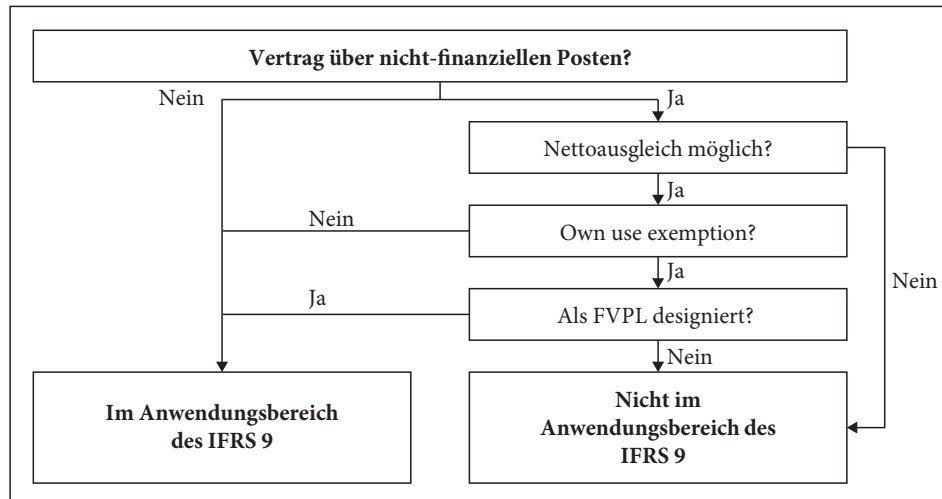 Vertrag über nicht-finanziellen Posten?
Nein
Ja
Nettoausgleich möglich?
Ja
Nein
Own use exemption?
Ja
Nein
Ja
Als FVPL designiert?
Nein
Im Anwendungsbereich
des IFRS 9
Nicht im
Anwendungsbereich des
IFRS 9